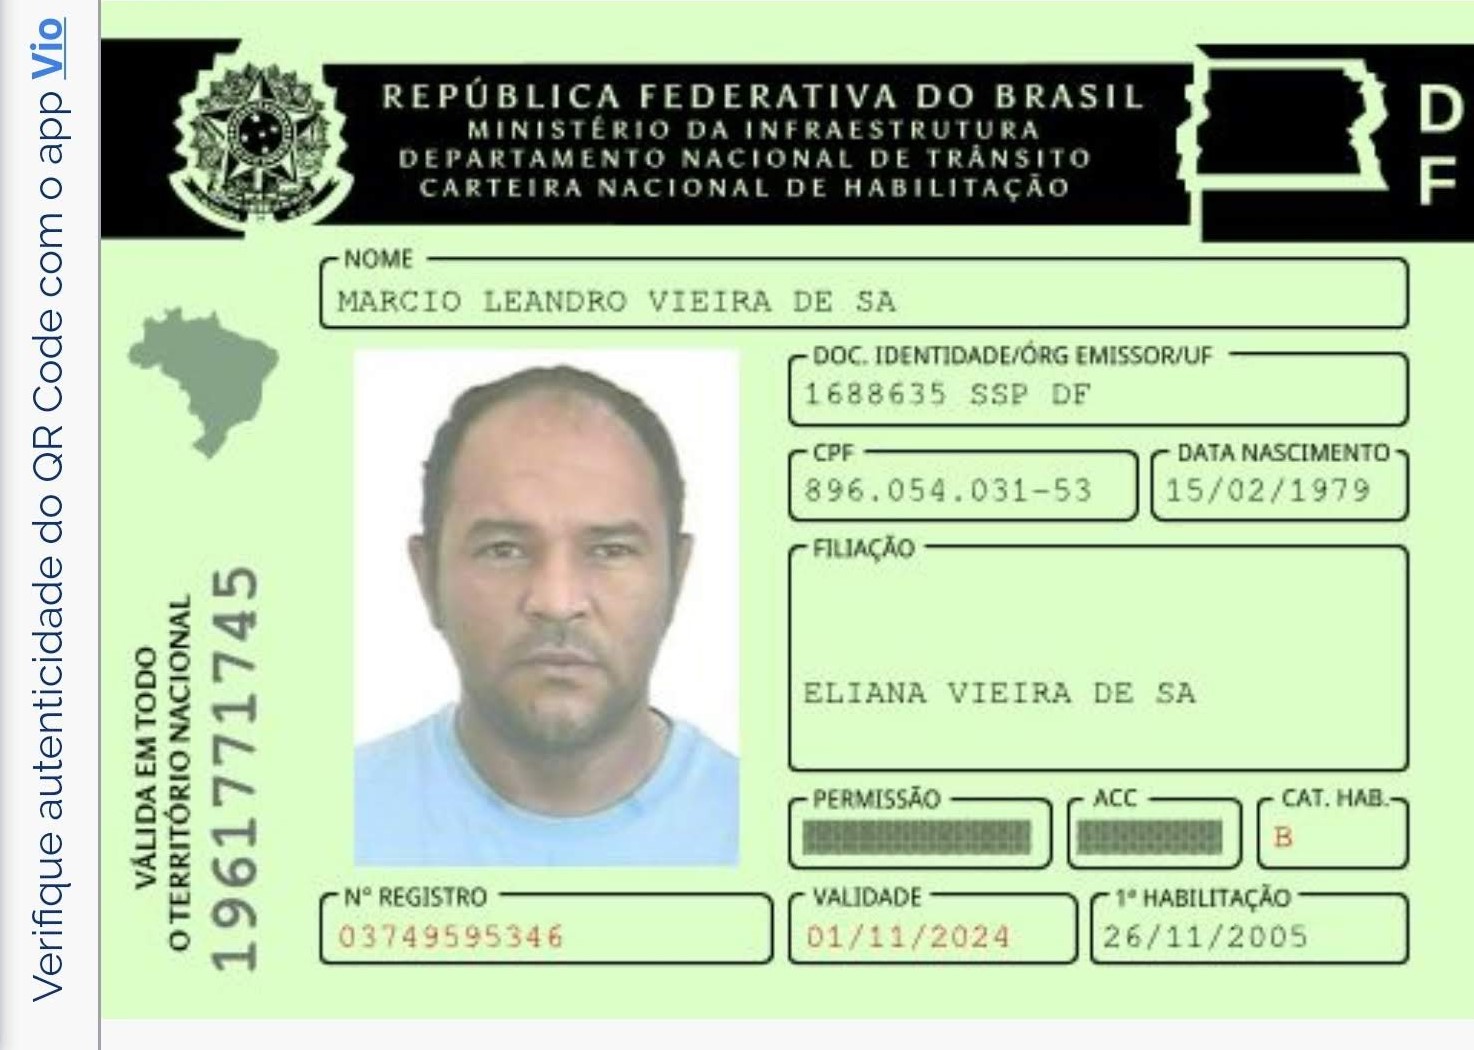 Verifique autenticidade do QR Code com o app Vio
REPÚBLICA FEDERATIVA DO BRASIL
MINISTÉRIO DA INFRAESTRUTURA
DEPARTAMENTO NACIONAL DE TRÂNSITO
CARTEIRA NACIONAL DE HABILITAÇÃO
D
F
NOME
MARCIO LEANDRO VIEIRA DE SA
DOC. IDENTIDADE/ÓRG EMISSOR/UF
1688635 SSP DF
CPF
896.054.031-53
DATA NASCIMENTO
15/02/1979
FILIAÇÃO
ELIANA VIEIRA DE SA
PERMISSÃO
ACC
CAT. HAB.
B
Nº REGISTRO
03749595346
VALIDADE
01/11/2024
1ª HABILITAÇÃO
26/11/2005
VÁLIDA EM TODO
O TERRITÓRIO NACIONAL
1961771745